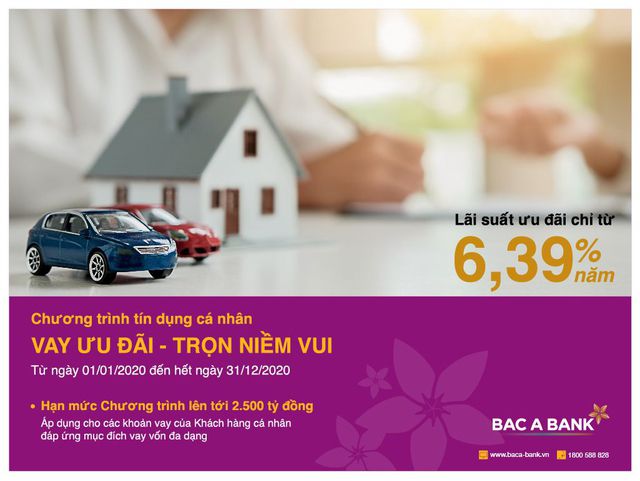 Lãi suất ưu đãi chỉ từ
6,39%
năm
Chương trình tín dụng cá nhân
VAY ƯU ĐÃI - TRỌN NIỀM VUI
Từ ngày 01/01/2020 đến hết ngày 31/12/2020
• Hạn mức Chương trình lên tới 2.500 tỷ đồng
Áp dụng cho các khoản vay của Khách hàng cá nhân
đáp ứng mục đích vay vốn đa dạng
BAC A BANK
www.baca-bank.vn 1800 588 828